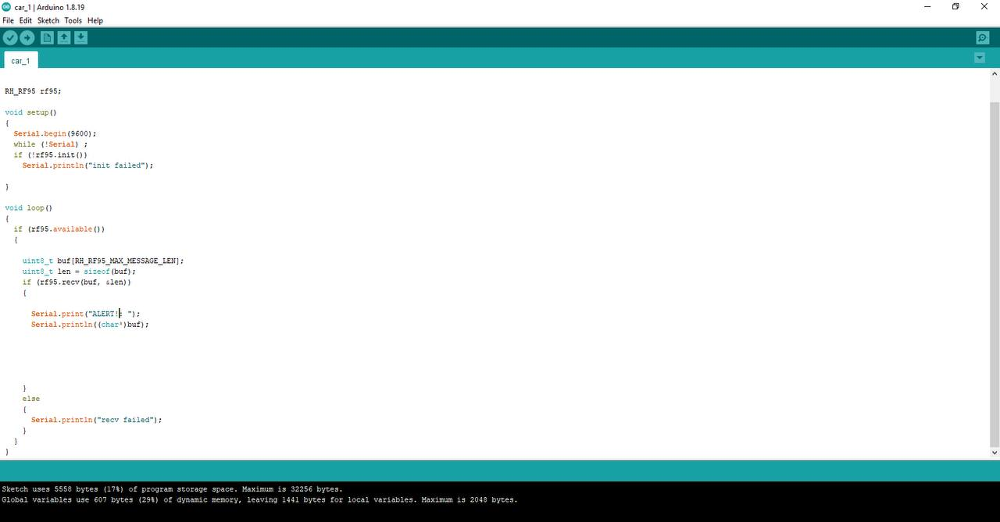 car_1 | Arduino 1.8.19
File Edit Sketch Tools Help
car_1
RH_RF95 rf95;
void setup()
{
Serial.begin(9600);
while (!Serial) ;
if (!rf95.init())
Serial.println("init failed");
}
void loop()
{
if (rf95.available())
{
uint8_t buf[RH_RF95_MAX_MESSAGE_LEN];
uint8_t len = sizeof(buf);
if (rf95.recv(buf, &len))
{
Serial.print("ALERT!: ");
Serial.println((char*)buf);
}
else
{
Serial.println("recv failed");
}
}
}
Sketch uses 5558 bytes (17%) of program storage space. Maximum is 32256 bytes.
Global variables use 607 bytes (29%) of dynamic memory, leaving 1441 bytes for local variables. Maximum is 2048 bytes.